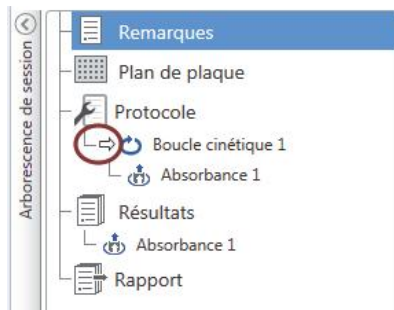 Arborescence de session
Remarques
Plan de plaque
Protocole
Boucle cinétique 1
Absorbance 1
Résultats
Absorbance 1
Rapport